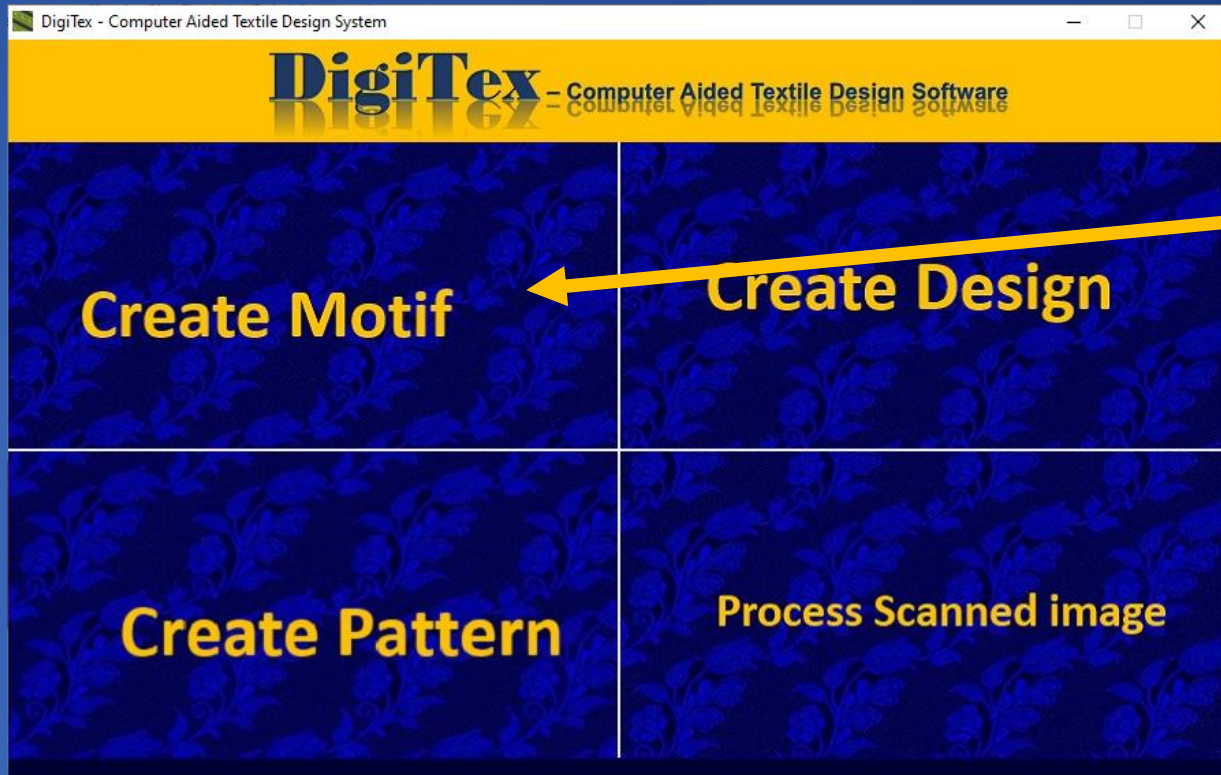 DigiTex - Computer Aided Textile Design System
DigiTex – Computer Aided Textile Design Software
Create Motif
Create Design
Create Pattern
Process Scanned image